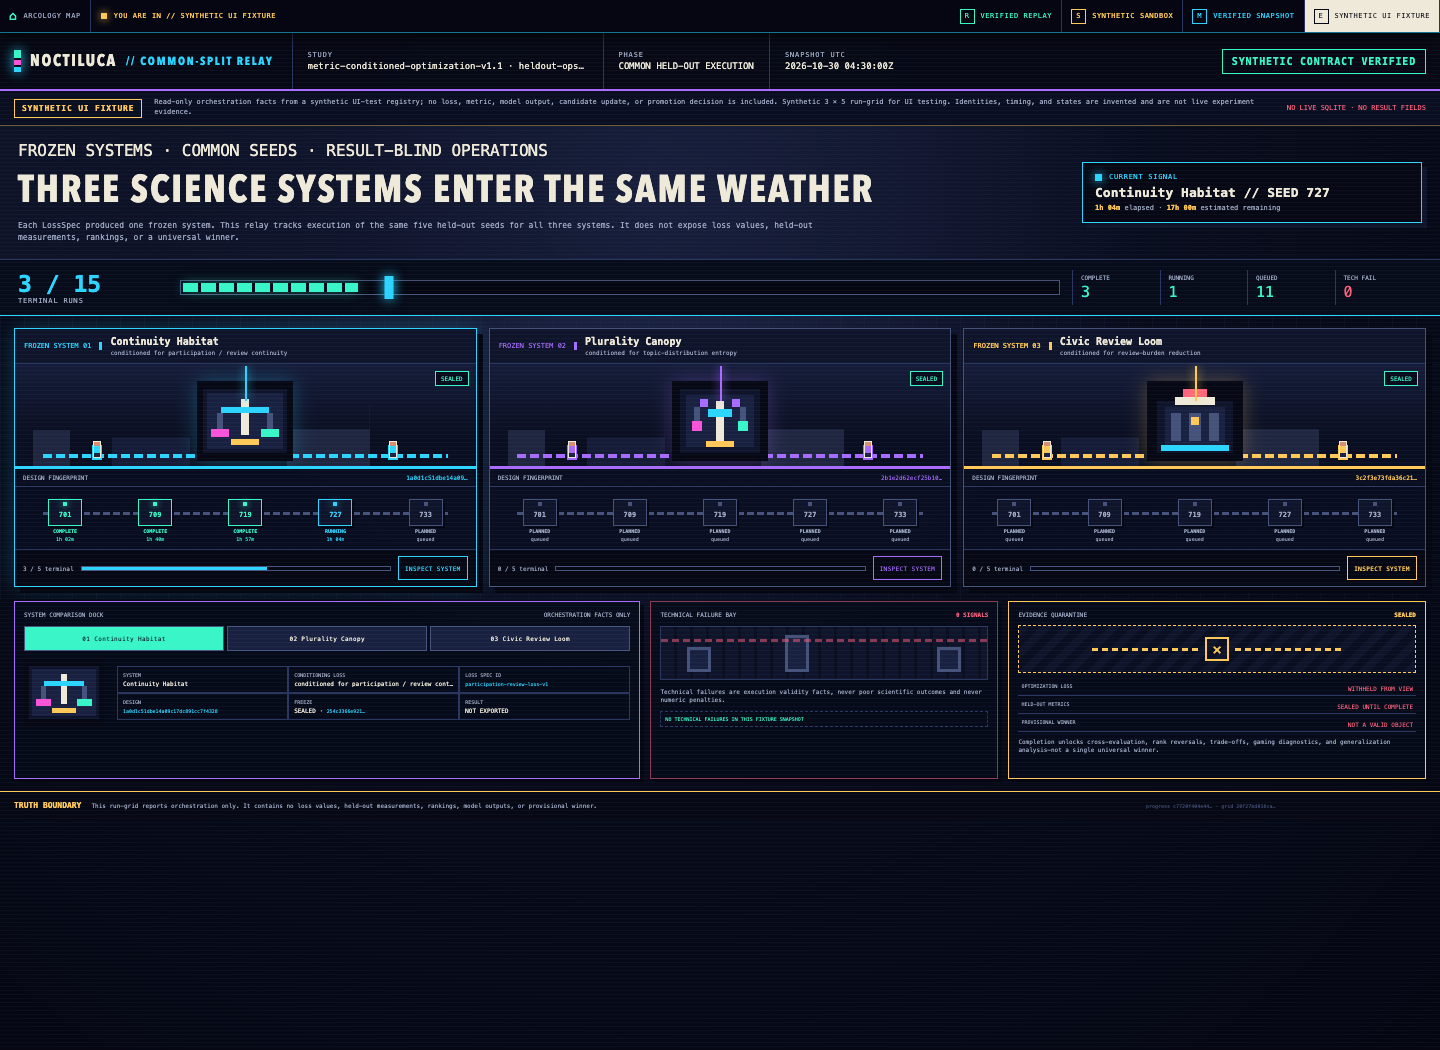 ARCOLOGY MAP
YOU ARE IN // SYNTHETIC UI FIXTURE
R VERIFIED REPLAY
S SYNTHETIC SANDBOX
M VERIFIED SNAPSHOT
E SYNTHETIC UI FIXTURE
NOCTILUCA // COMMON-SPLIT RELAY
STUDY
metric-conditioned-optimization-v1.1 · heldout-ops…
PHASE
COMMON HELD-OUT EXECUTION
SNAPSHOT UTC
2026-10-30 04:30:00Z
SYNTHETIC CONTRACT VERIFIED
SYNTHETIC UI FIXTURE
Read-only orchestration facts from a synthetic UI-test registry; no loss, metric, model output, candidate update, or promotion decision is included. Synthetic 3 × 5 run-grid for UI testing. Identities, timing, and states are invented and are not live experiment
evidence.
NO LIVE SQLITE · NO RESULT FIELDS
FROZEN SYSTEMS · COMMON SEEDS · RESULT-BLIND OPERATIONS
THREE SCIENCE SYSTEMS ENTER THE SAME WEATHER
Each LossSpec produced one frozen system. This relay tracks execution of the same five held-out seeds for all three systems. It does not expose loss values, held-out
measurements, rankings, or a universal winner.
CURRENT SIGNAL
Continuity Habitat // SEED 727
1h 04m elapsed · 17h 00m estimated remaining
3 / 15
TERMINAL RUNS
COMPLETE
3
RUNNING
1
QUEUED
11
TECH FAIL
0
FROZEN SYSTEM 01
Continuity Habitat
conditioned for participation / review continuity
SEALED
DESIGN FINGERPRINT
1a0d1c51dbe14a09…
701
COMPLETE
1h 02m
709
COMPLETE
1h 40m
719
COMPLETE
1h 57m
727
RUNNING
1h 04m
733
PLANNED
queued
3 / 5 terminal
INSPECT SYSTEM
FROZEN SYSTEM 02
Plurality Canopy
conditioned for topic-distribution entropy
SEALED
DESIGN FINGERPRINT
2b1e2d62ecf25b10…
701
PLANNED
queued
709
PLANNED
queued
719
PLANNED
queued
727
PLANNED
queued
733
PLANNED
queued
0 / 5 terminal
INSPECT SYSTEM
FROZEN SYSTEM 03
Civic Review Loom
conditioned for review-burden reduction
SEALED
DESIGN FINGERPRINT
3c2f3e73fda36c21…
701
PLANNED
queued
709
PLANNED
queued
719
PLANNED
queued
727
PLANNED
queued
733
PLANNED
queued
0 / 5 terminal
INSPECT SYSTEM
SYSTEM COMPARISON DOCK
ORCHESTRATION FACTS ONLY
01 Continuity Habitat
02 Plurality Canopy
03 Civic Review Loom
SYSTEM
Continuity Habitat
CONDITIONING LOSS
conditioned for participation / review cont…
LOSS SPEC ID
participation-review-loss-v1
DESIGN
1a0d1c51dbe14a09c17dc091cc7f4328
FREEZE
SEALED · 254c3366e921…
RESULT
NOT EXPORTED
TECHNICAL FAILURE BAY
0 SIGNALS
Technical failures are execution validity facts, never poor scientific outcomes and never
numeric penalties.
NO TECHNICAL FAILURES IN THIS FIXTURE SNAPSHOT
EVIDENCE QUARANTINE
SEALED
OPTIMIZATION LOSS
WITHHELD FROM VIEW
HELD-OUT METRICS
SEALED UNTIL COMPLETE
PROVISIONAL WINNER
NOT A VALID OBJECT
Completion unlocks cross-evaluation, rank reversals, trade-offs, gaming diagnostics, and generalization
analysis—not a single universal winner.
TRUTH BOUNDARY
This run-grid reports orchestration only. It contains no loss values, held-out measurements, rankings, model outputs, or provisional winner.